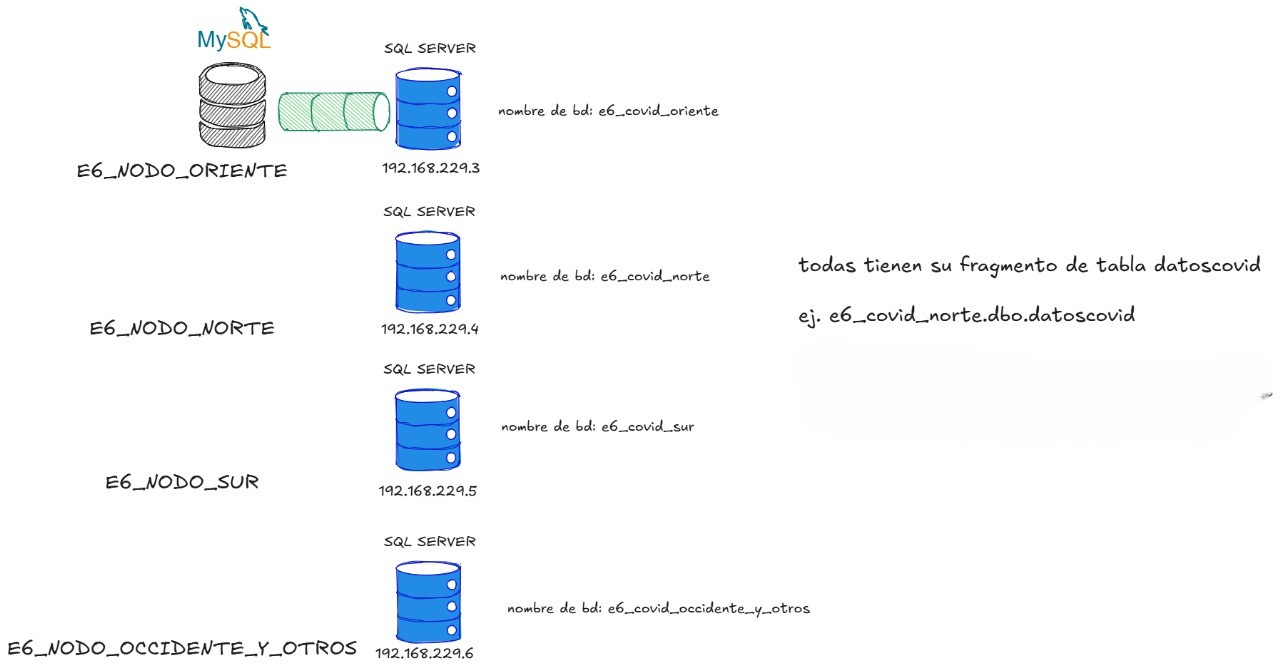 MySQL
SQL SERVER
nombre de bd: e6_covid_oriente
E6_NODO_ORIENTE
192.168.229.3
SQL SERVER
nombre de bd: e6_covid_norte
E6_NODO_NORTE
192.168.229.4
todas tienen su fragmento de tabla datoscovid
ej. e6_covid_norte.dbo.datoscovid
SQL SERVER
nombre de bd: e6_covid_sur
E6_NODO_SUR
192.168.229.5
SQL SERVER
nombre de bd: e6_covid_occidente_y_otros
E6_NODO_OCCIDENTE_Y_OTROS
192.168.229.6